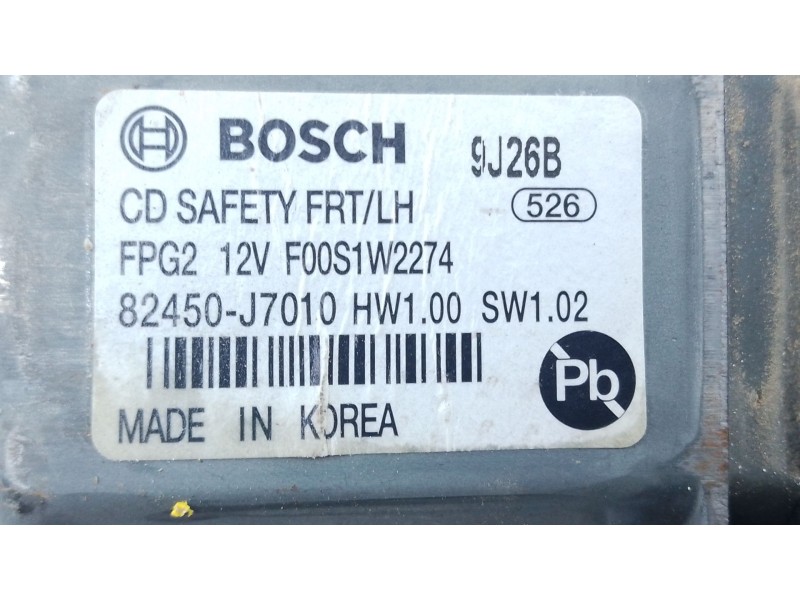 BOSCH 9J26B
CD SAFETY FRT/LH 526
FPG2 12V F00S1W2274
82450-J7010 HW1.00 SW1.02
Pb
MADE IN KOREA